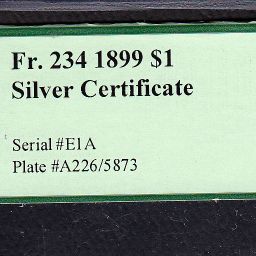 Fr. 234 1899 $1
Silver Certificate
Serial #E1A
Plate #A226/5873